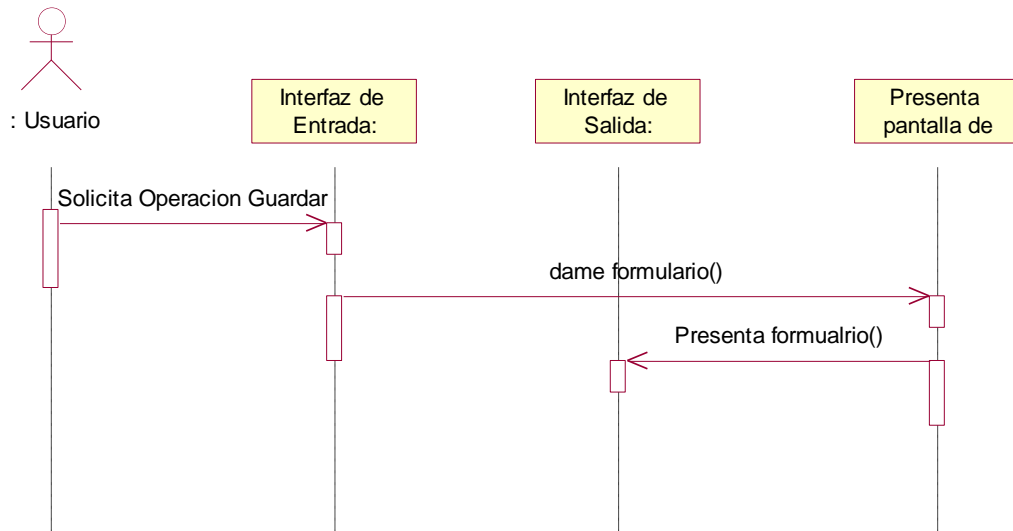 : Usuario
Interfaz de
Entrada:
Interfaz de
Salida:
Presenta
pantalla de
Solicita Operacion Guardar
dame formulario()
Presenta formualrio()